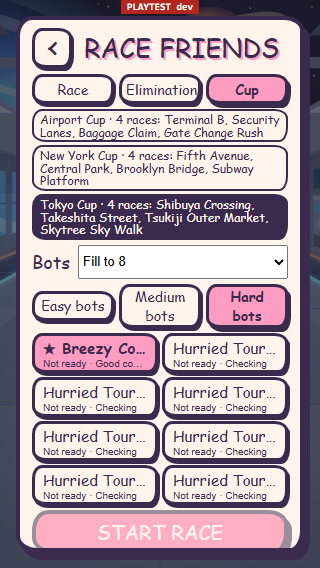 PLAYTEST dev
RACE FRIENDS
Race
Elimination
Cup
Airport Cup · 4 races: Terminal B, Security
Lanes, Baggage Claim, Gate Change Rush
New York Cup · 4 races: Fifth Avenue,
Central Park, Brooklyn Bridge, Subway
Platform
Tokyo Cup · 4 races: Shibuya Crossing,
Takeshita Street, Tsukiji Outer Market,
Skytree Sky Walk
Bots
Fill to 8
Easy bots
Medium
bots
Hard
bots
★ Breezy Co...
Not ready · Good co...
Hurried Tour...
Not ready · Checking
Hurried Tour...
Not ready · Checking
Hurried Tour...
Not ready · Checking
Hurried Tour...
Not ready · Checking
Hurried Tour...
Not ready · Checking
Hurried Tour...
Not ready · Checking
Hurried Tour...
Not ready · Checking
START RACE